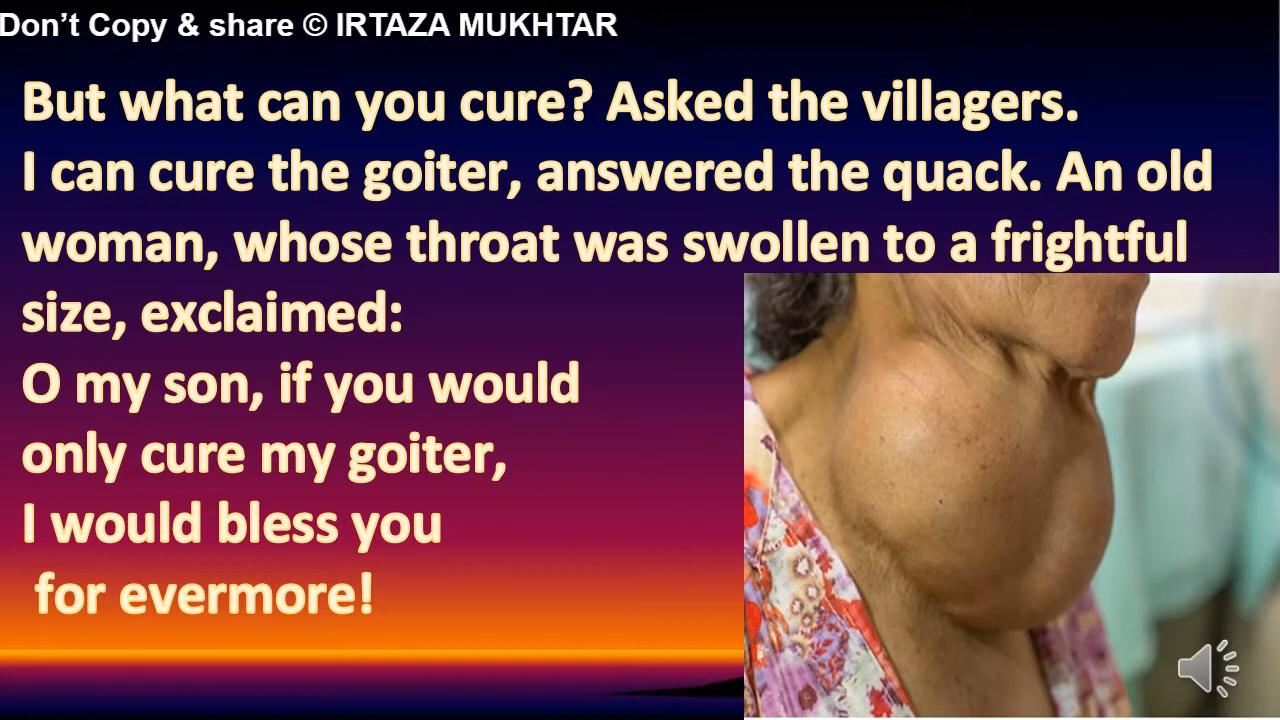 Don’t Copy & share © IRTAZA MUKHTAR
But what can you cure? Asked the villagers.
I can cure the goiter, answered the quack. An old
woman, whose throat was swollen to a frightful
size, exclaimed:
O my son, if you would
only cure my goiter,
I would bless you
for evermore!